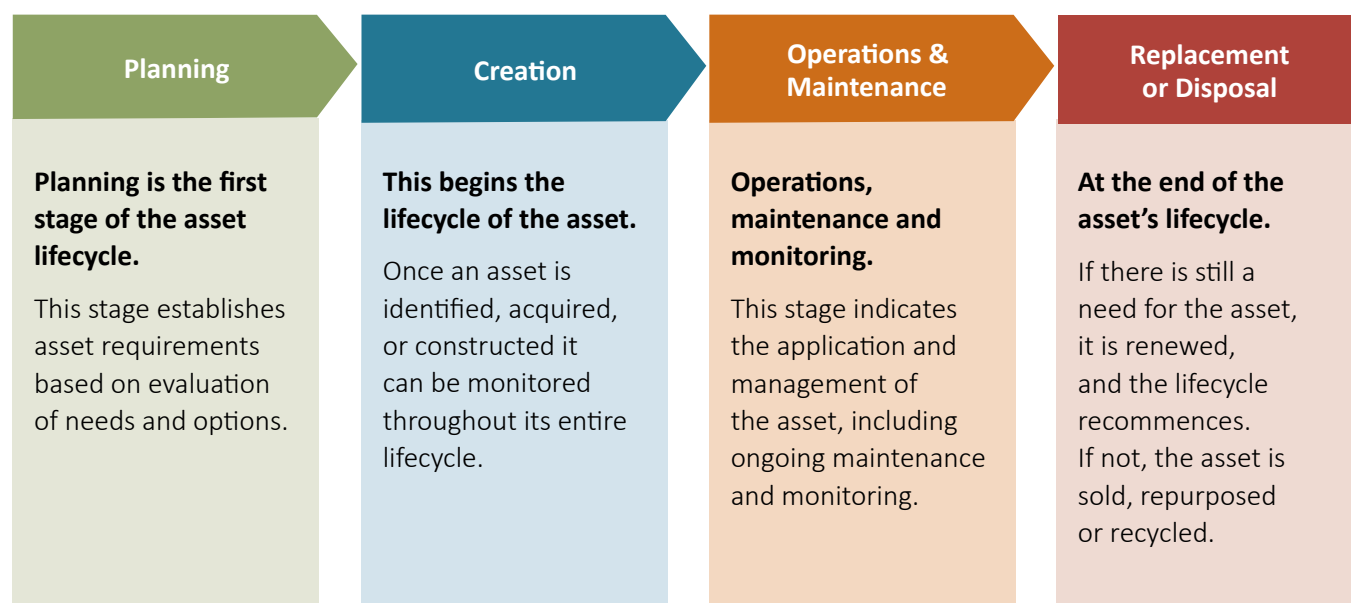 Planning
Planning is the first
stage of the asset
lifecycle.
This stage establishes
asset requirements
based on evaluation
of needs and options.
Creation
This begins the
lifecycle of the asset.
Once an asset is
identified, acquired,
or constructed it
can be monitored
throughout its entire
lifecycle.
Operations &
Maintenance
Operations,
maintenance and
monitoring.
This stage indicates
the application and
management of
the asset, including
ongoing maintenance
and monitoring.
Replacement
or Disposal
At the end of the
asset’s lifecycle.
If there is still a
need for the asset,
it is renewed,
and the lifecycle
recommences.
If not, the asset is
sold, repurposed
or recycled.